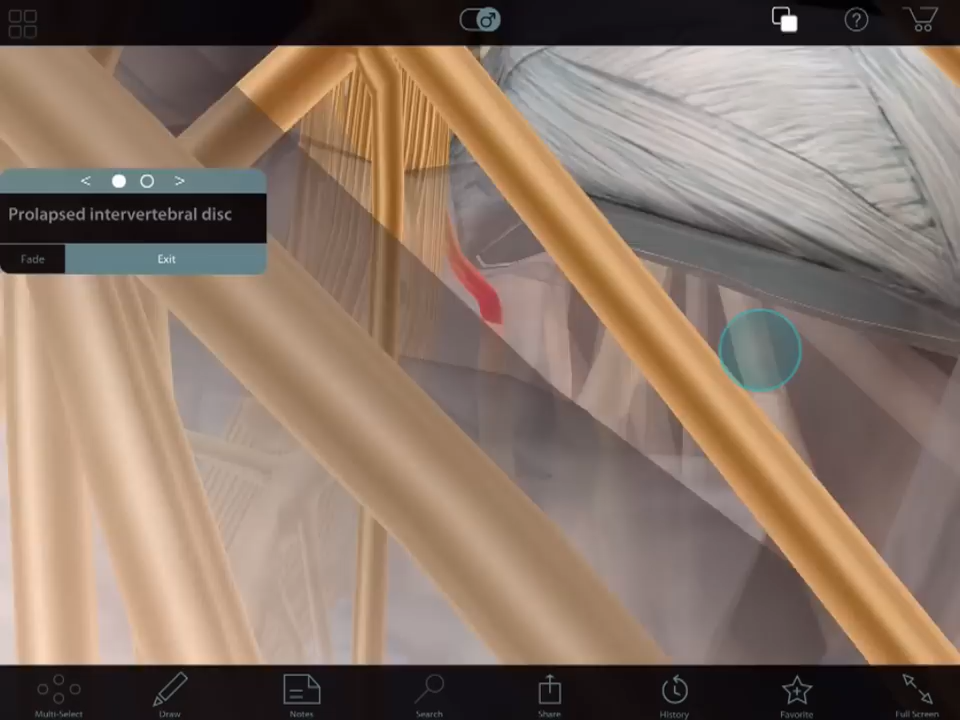 < >
Prolapsed intervertebral disc
Fade Exit
Multi-Select Draw Notes Search Share History Favorite Full Screen